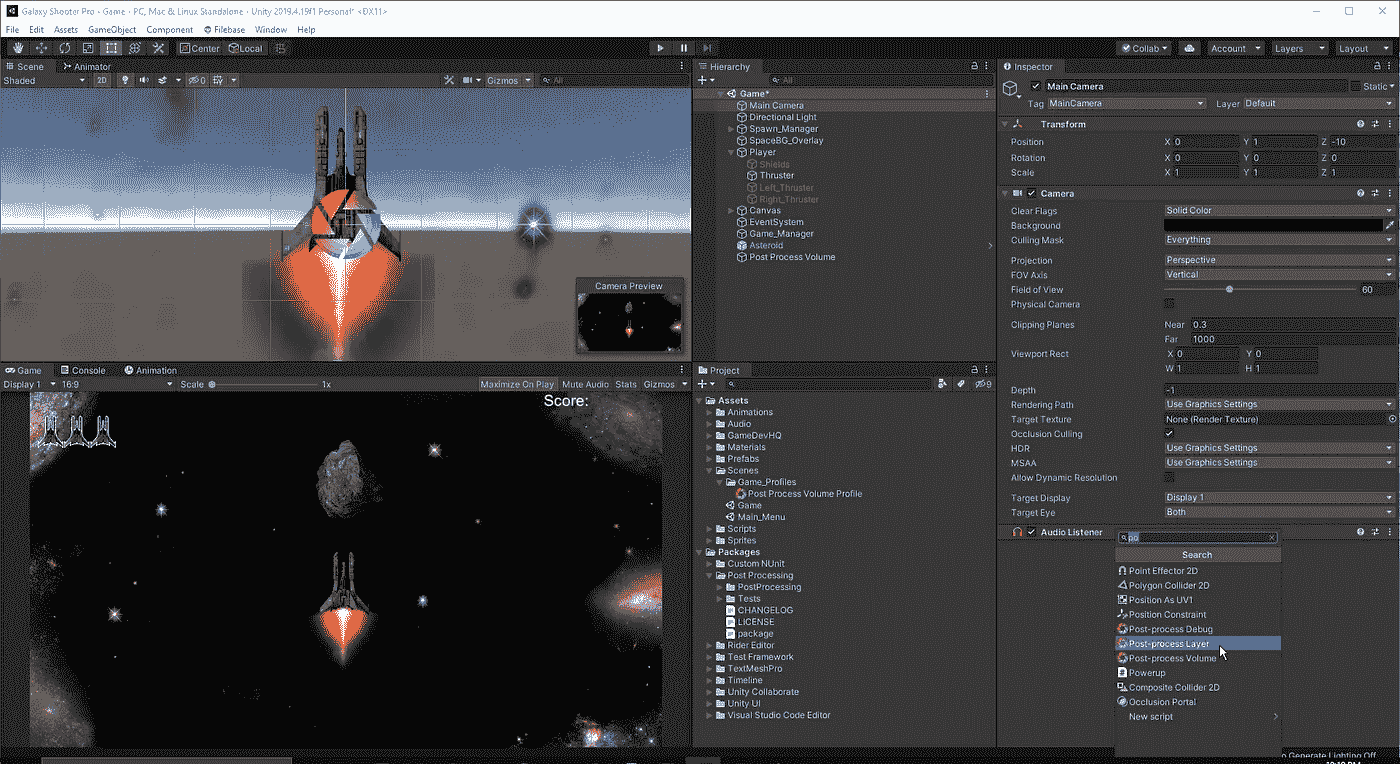 Galaxy Shooter Pro - Game - PC, Mac & Linux Standalone - Unity 2019.4.19f1 Personal* <DX11>
File Edit Assets GameObject Component Firebase Window Help
Center Local Collab Account Layers Layout
Scene Animator
Shaded 2D 0 Gizmos All
Camera Preview
Game Console Animation
Display 1 16:9 Scale 1x Maximize On Play Mute Audio Stats Gizmos
Score:
Hierarchy
All
Game*
Main Camera
Directional Light
Spawn_Manager
SpaceBG_Overlay
Player
Shields
Thruster
Left_Thruster
Right_Thruster
Canvas
EventSystem
Game_Manager
Asteroid
Post Process Volume
Project
9
Assets
Animations
Audio
GameDevHQ
Materials
Prefabs
Scenes
Game_Profiles
Post Process Volume Profile
Game
Main_Menu
Scripts
Sprites
Packages
Custom NUnit
Post Processing
PostProcessing
Tests
CHANGELOG
LICENSE
package
Rider Editor
Test Framework
TextMeshPro
Timeline
Unity Collaborate
Unity UI
Visual Studio Code Editor
Inspector
Main Camera Static
Tag MainCamera Layer Default
Transform
Position X 0 Y 1 Z -10
Rotation X 0 Y 0 Z 0
Scale X 1 Y 1 Z 1
Camera
Clear Flags Solid Color
Background
Culling Mask Everything
Projection Perspective
FOV Axis Vertical
Field of View 60
Physical Camera
Clipping Planes Near 0.3
Far 1000
Viewport Rect X 0 Y 0
W 1 H 1
Depth -1
Rendering Path Use Graphics Settings
Target Texture None (Render Texture)
Occlusion Culling
HDR Use Graphics Settings
MSAA Use Graphics Settings
Allow Dynamic Resolution
Target Display Display 1
Target Eye Both
Audio Listener
po
Search
Point Effector 2D
Polygon Collider 2D
Position As UV1
Position Constraint
Post-process Debug
Post-process Layer
Post-process Volume
Powerup
Composite Collider 2D
Occlusion Portal
New script
Generate Lighting Off